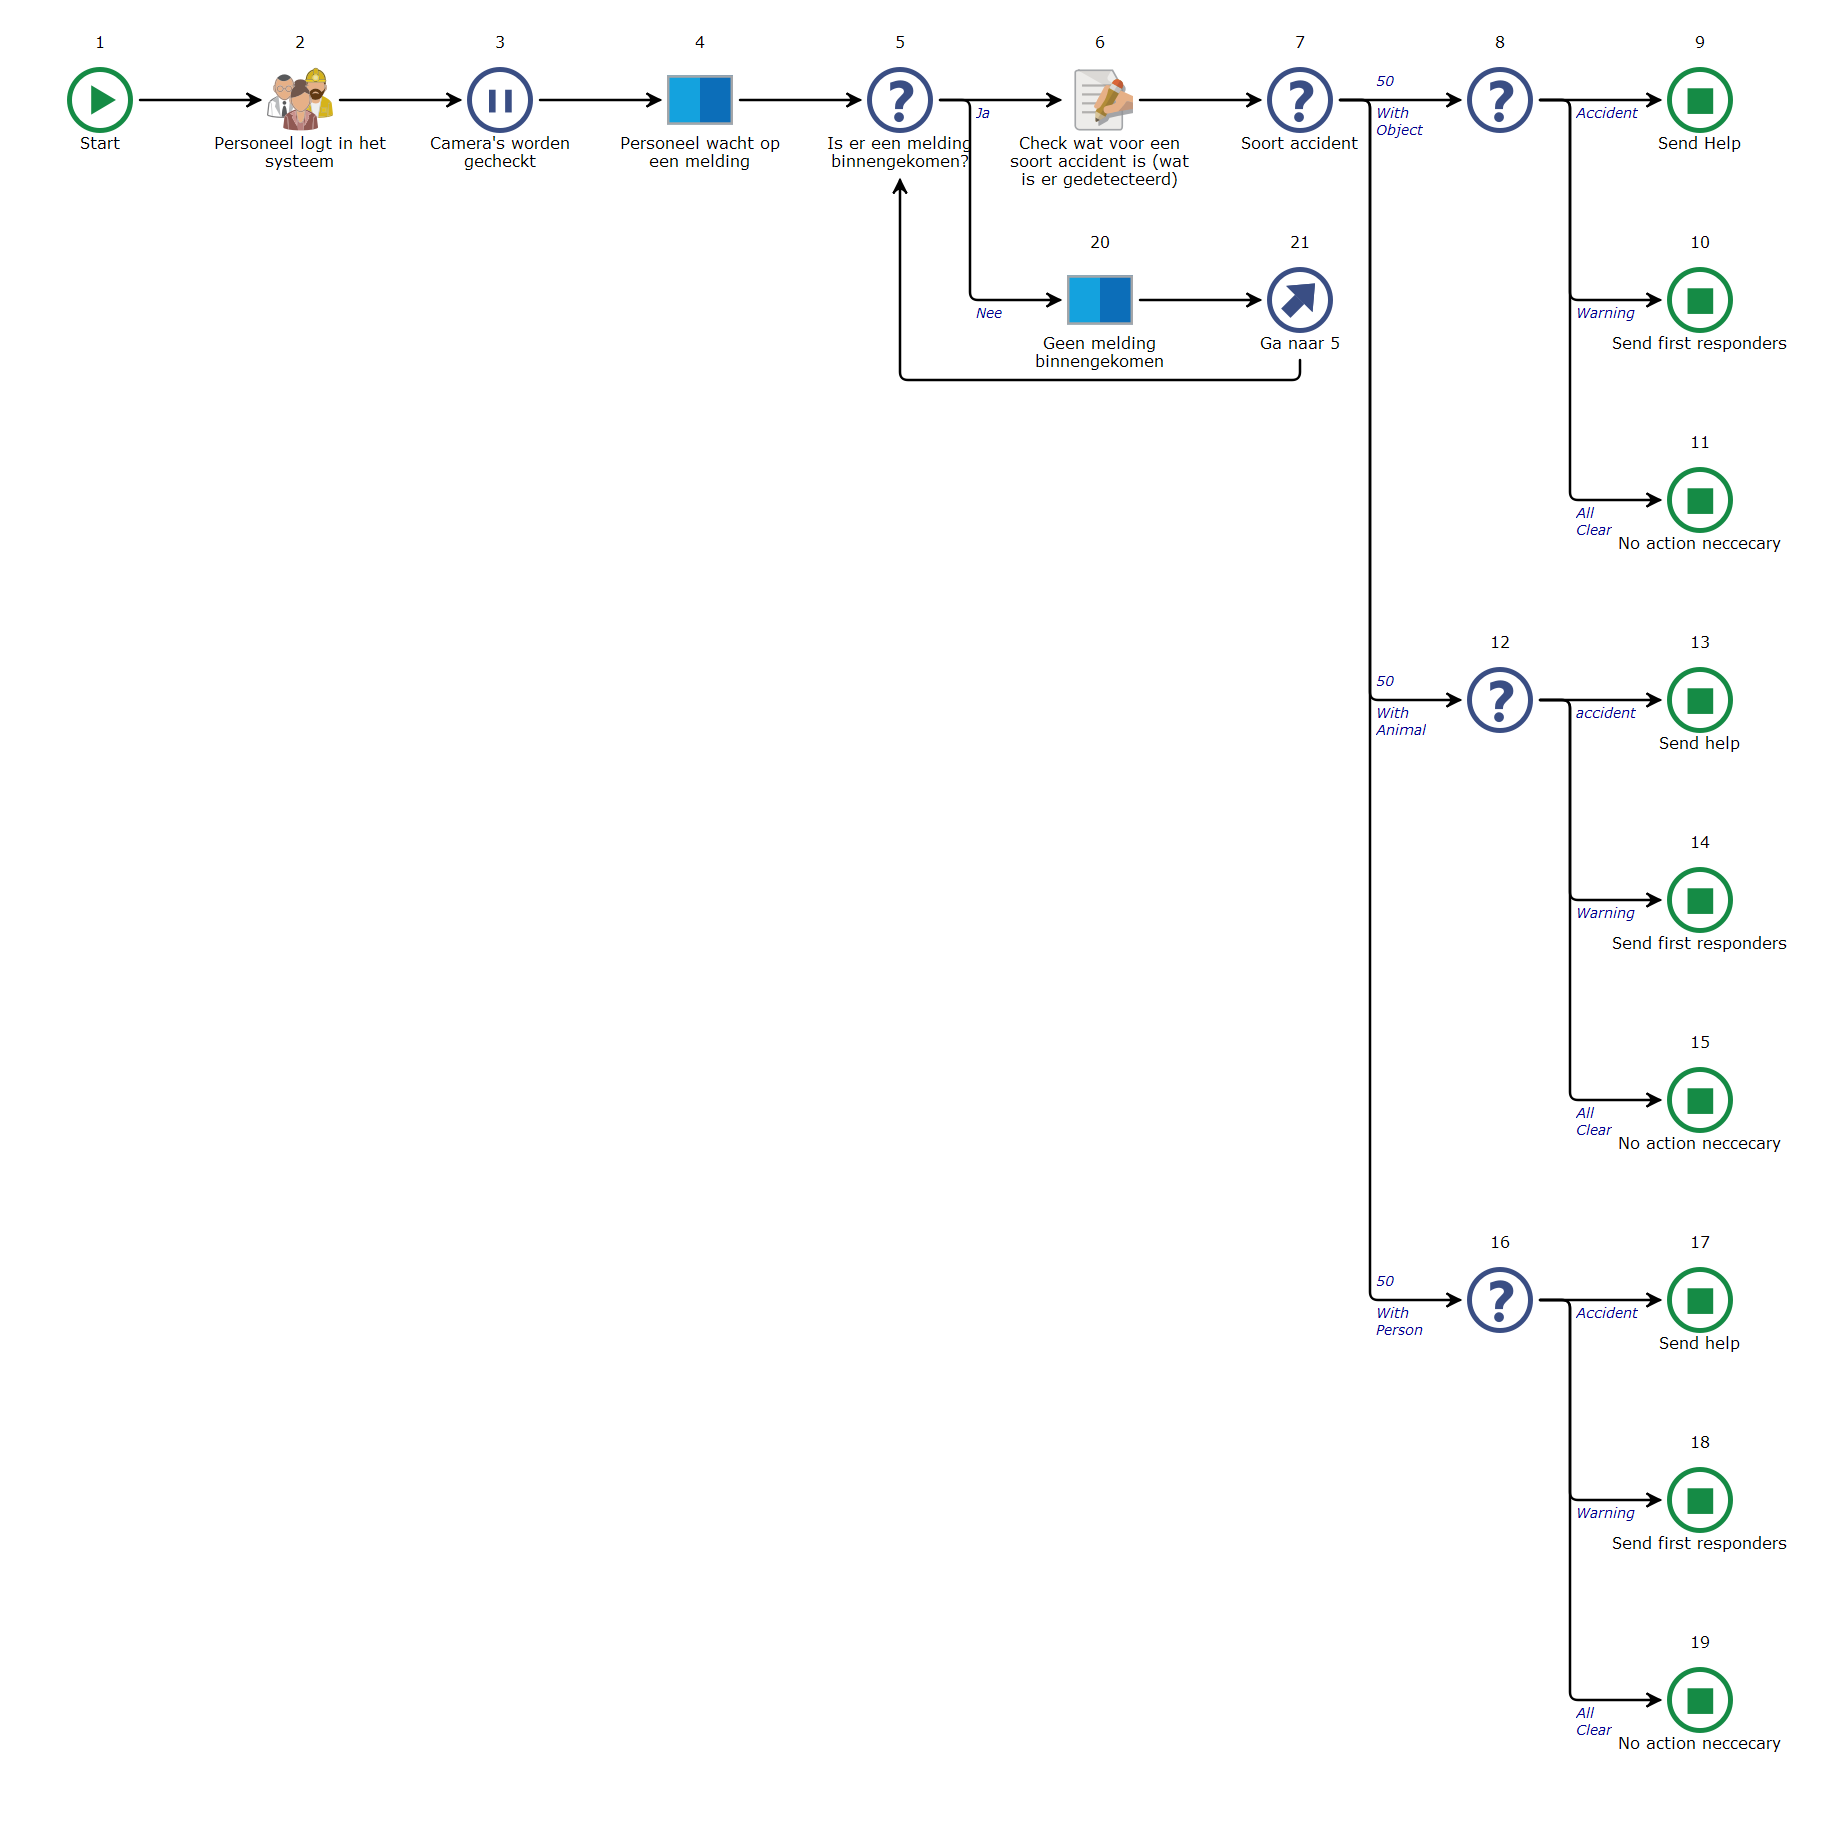 1
2
3
4
5
6
7
8
9
Start
Personeel logt in het
systeem
Camera's worden
gecheckt
Personeel wacht op
een melding
Is er een melding
binnengekomen?
Ja
Check wat voor een
soort accident is (wat
is er gedetecteerd)
Soort accident
50
With
Object
Accident
Send Help
20
21
10
Nee
Geen melding
binnengekomen
Ga naar 5
Warning
Send first responders
11
All
Clear
No action neccecary
12
13
50
With
Animal
accident
Send help
14
Warning
Send first responders
15
All
Clear
No action neccecary
16
17
50
With
Person
Accident
Send help
18
Warning
Send first responders
19
All
Clear
No action neccecary